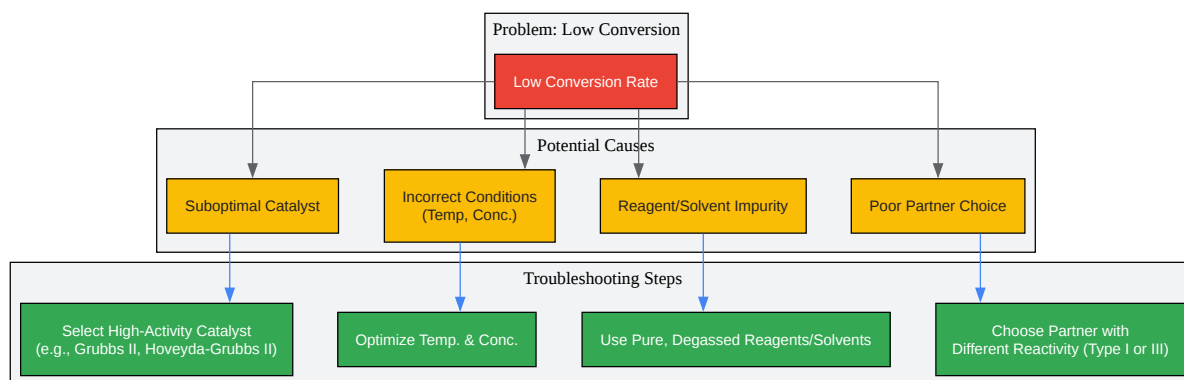 Problem: Low Conversion
Low Conversion Rate
Potential Causes
Suboptimal Catalyst
Incorrect Conditions
(Temp, Conc.)
Reagent/Solvent Impurity
Poor Partner Choice
Troubleshooting Steps
Select High-Activity Catalyst
(e.g., Grubbs II, Hoveyda-Grubbs II)
Optimize Temp. & Conc.
Use Pure, Degassed Reagents/Solvents
Choose Partner with
Different Reactivity (Type I or III)